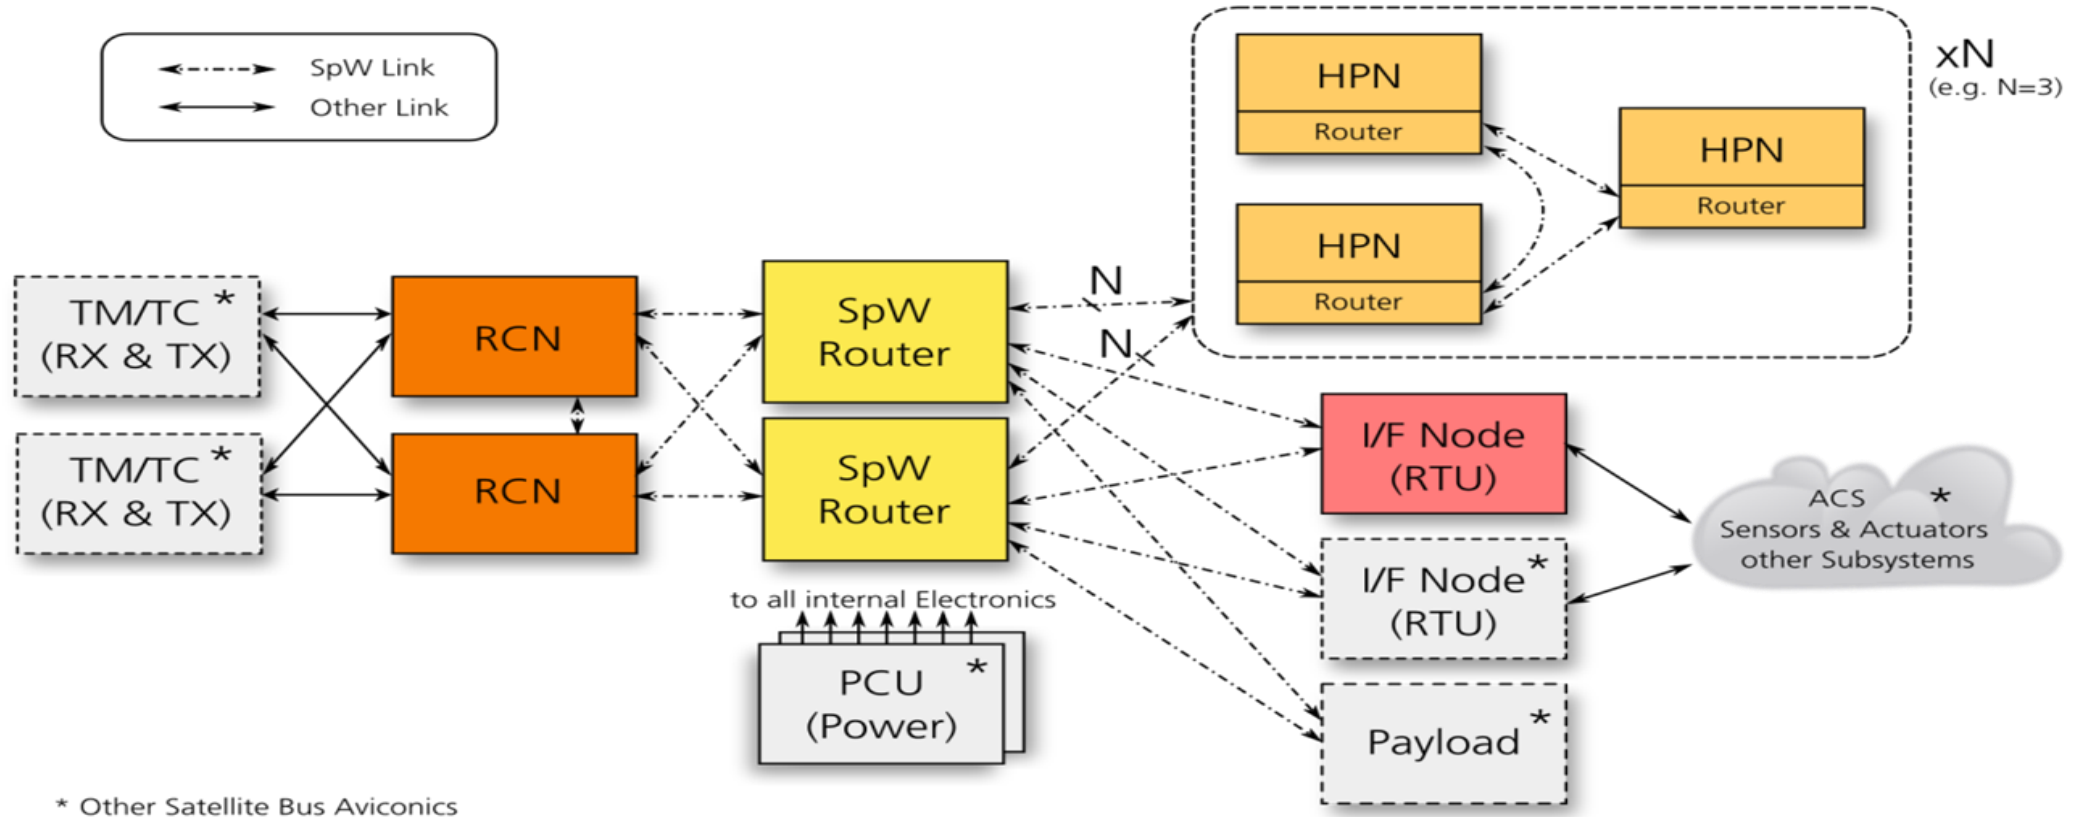 SpW Link
Other Link
xN
(e.g. N=3)
HPN
Router
HPN
Router
HPN
Router
N
N
TM/TC *
(RX & TX)
RCN
SpW
Router
TM/TC *
(RX & TX)
RCN
SpW
Router
I/F Node
(RTU)
I/F Node *
(RTU)
Payload *
ACS *
Sensors & Actuators
other Subsystems
to all internal Electronics
PCU *
(Power)
* Other Satellite Bus Aviconics